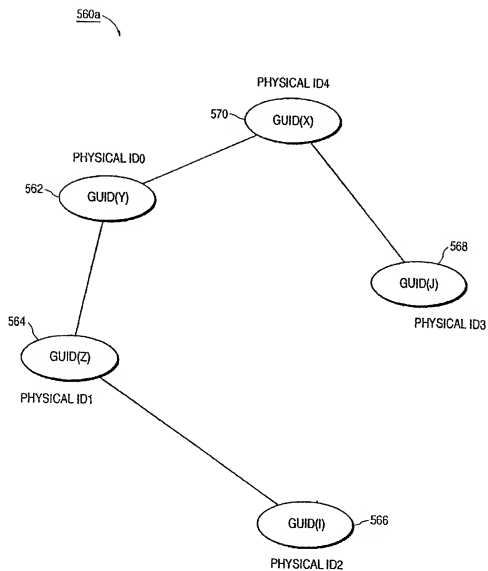 560a
PHYSICAL ID4
570
GUID(X)
PHYSICAL ID0
562
GUID(Y)
568
GUID(J)
PHYSICAL ID3
564
GUID(Z)
PHYSICAL ID1
GUID(I)
566
PHYSICAL ID2